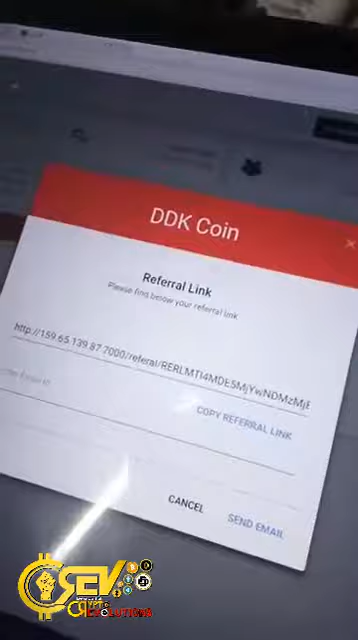 DDK Coin
Referral Link
Please find below your referral link
http://159.65.139.87:7000/referal/RERLMTI4MDE5MjYwNDMzMjE
COPY REFERRAL LINK
CANCEL
SEND EMAIL
REV